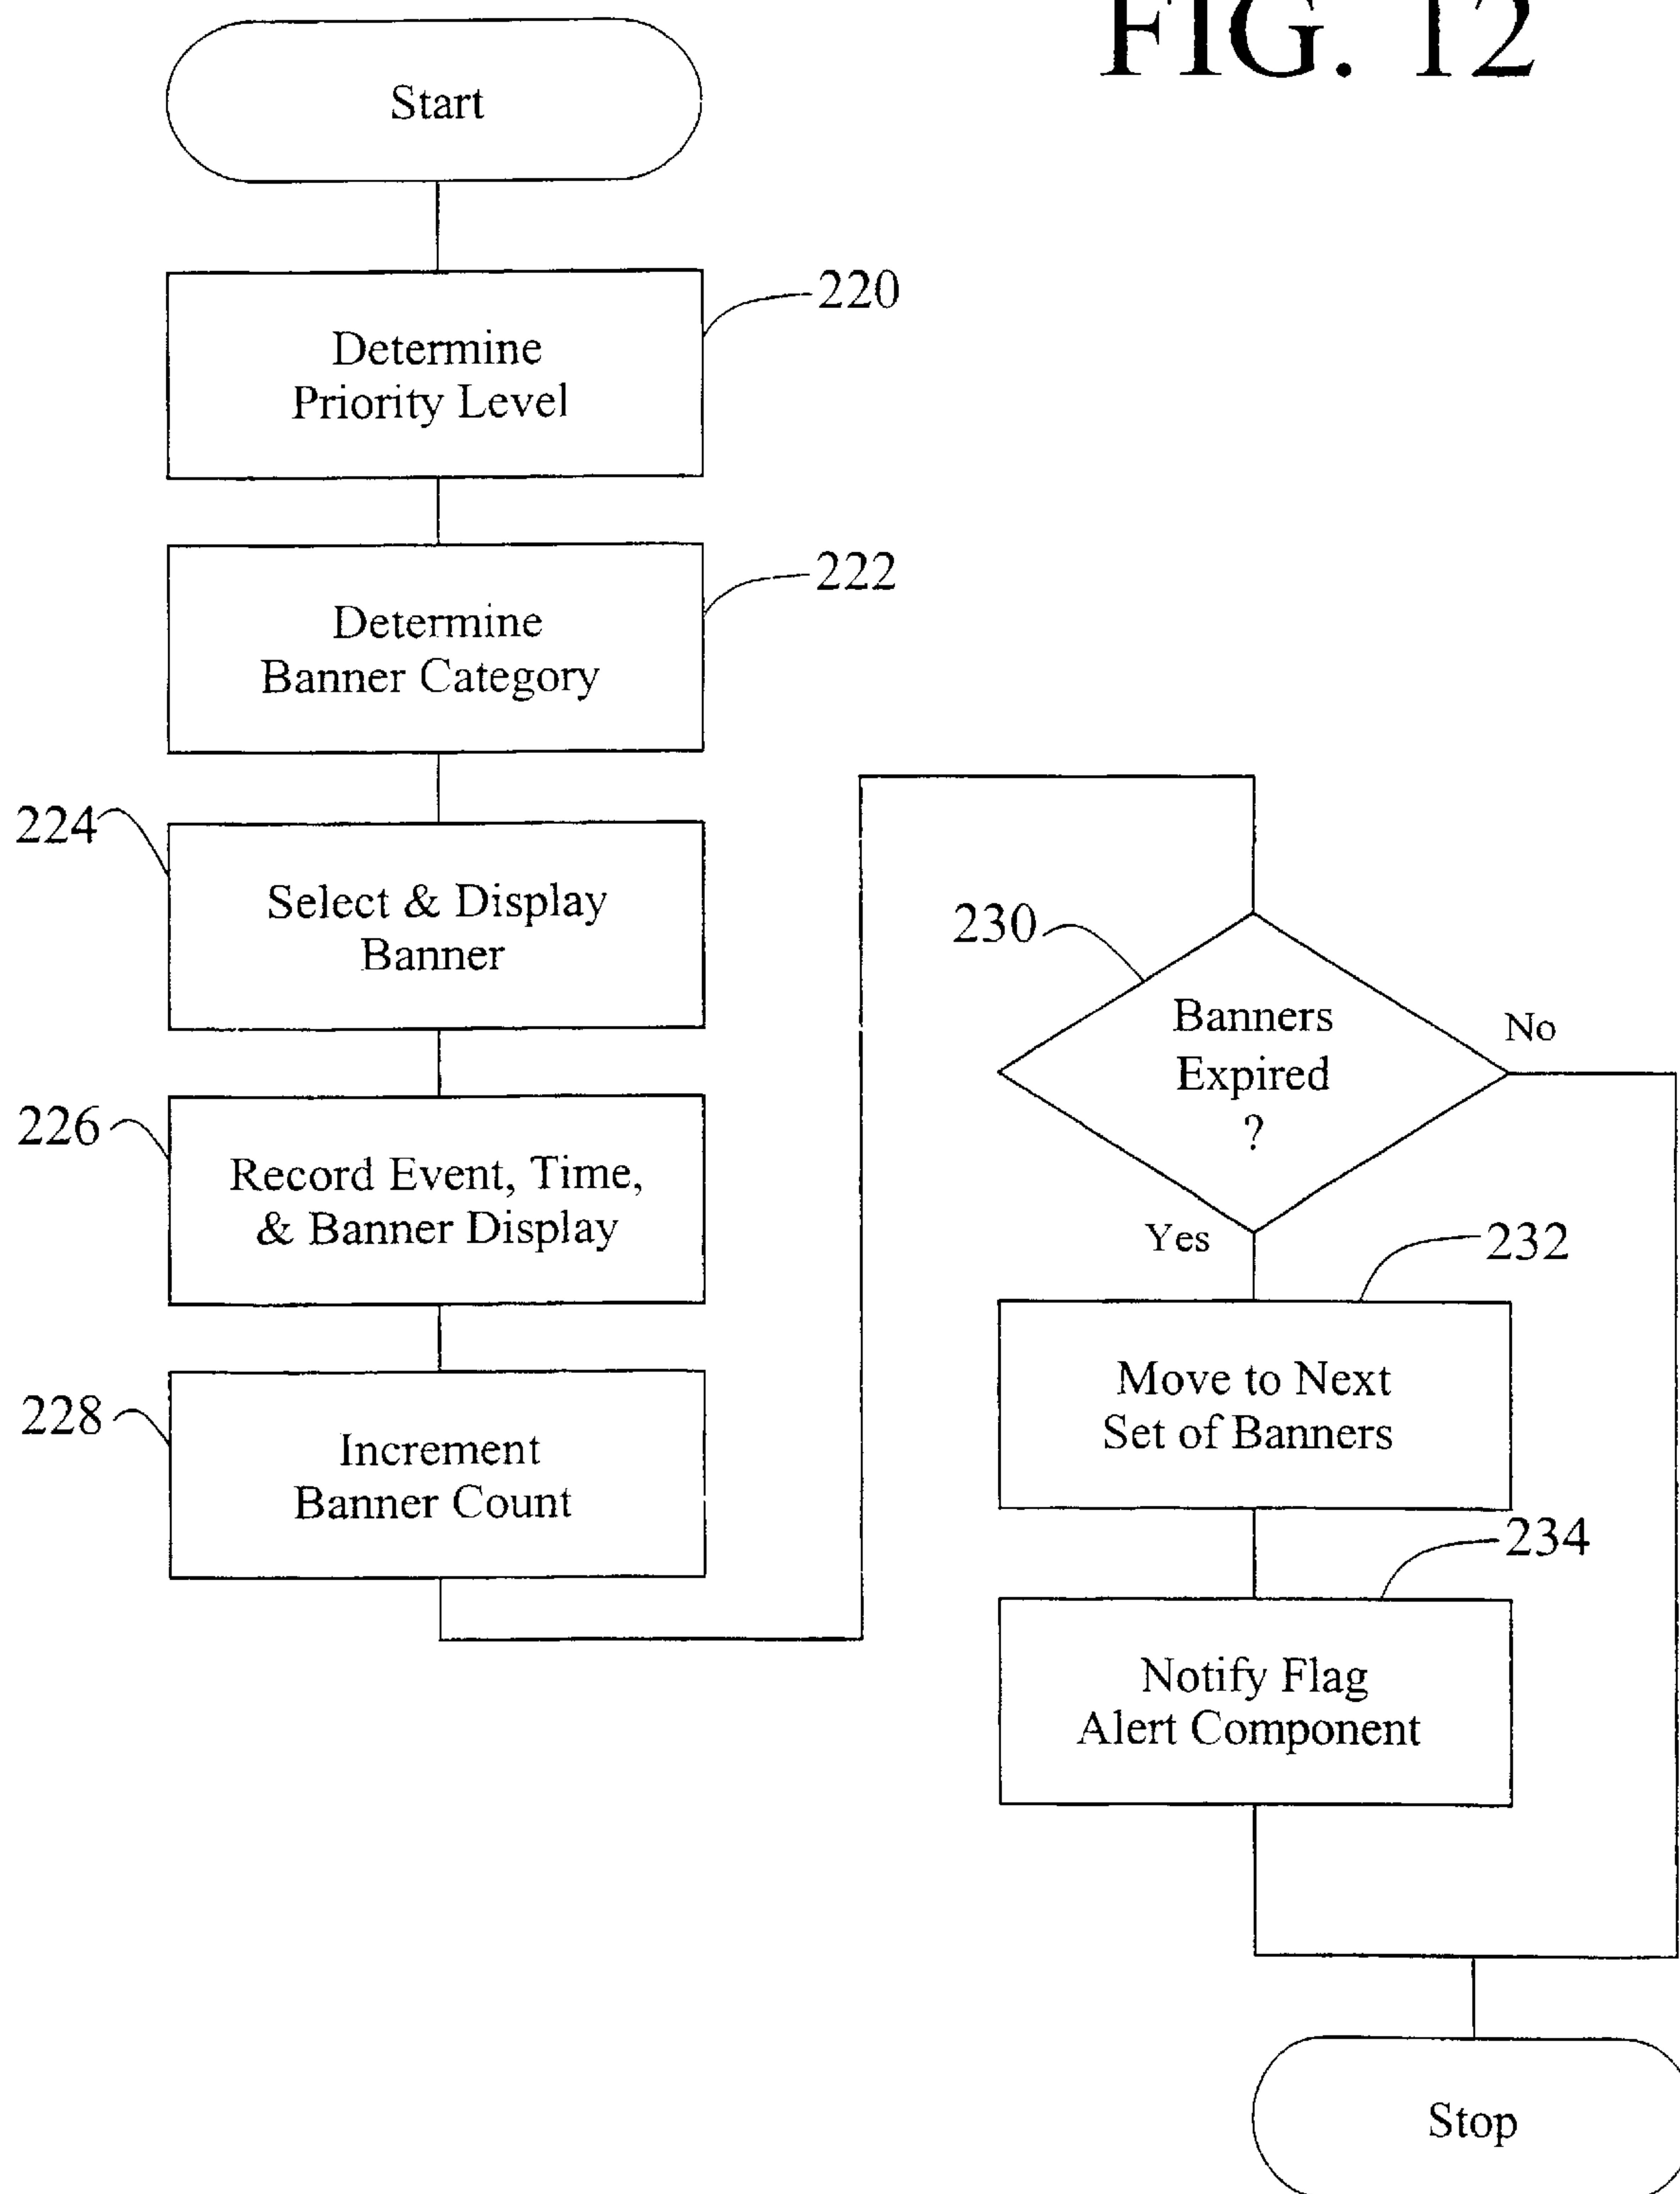 FIG. 12
Start
220
Determine
Priority Level
222
Determine
Banner Category
224
Select & Display
Banner
226
Record Event, Time,
& Banner Display
228
Increment
Banner Count
230
Banners
Expired
?
No
Yes
232
Move to Next
Set of Banners
234
Notify Flag
Alert Component
Stop